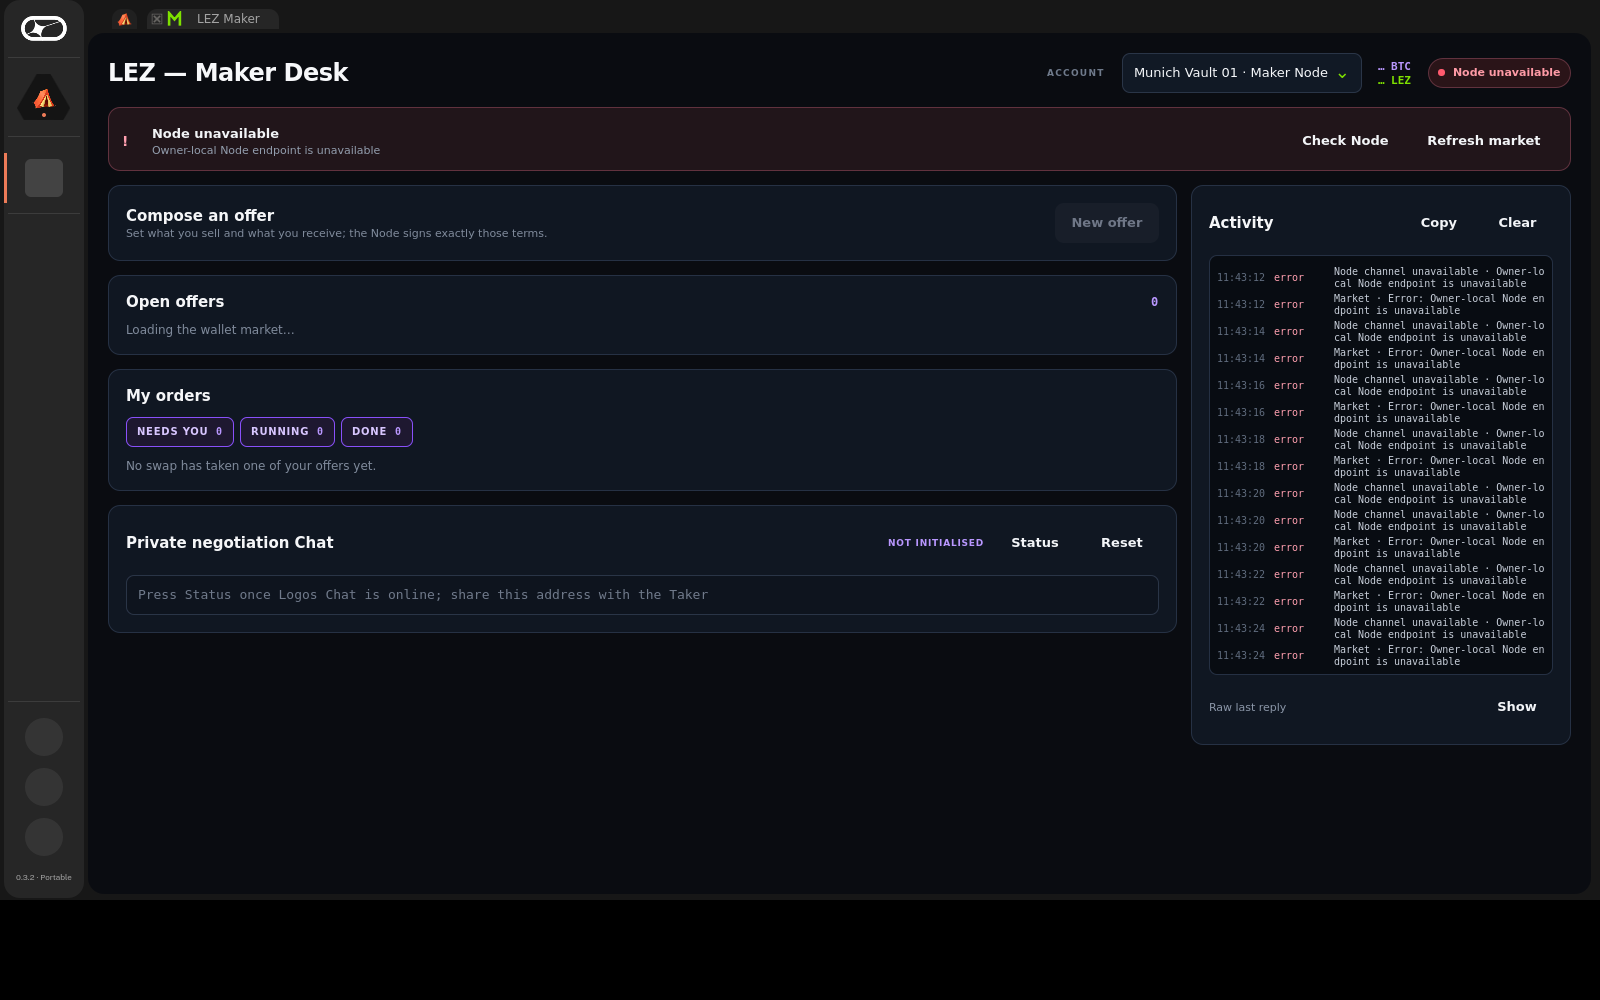 LEZ Maker
LEZ — Maker Desk
ACCOUNT
Munich Vault 01 · Maker Node
… BTC
… LEZ
Node unavailable
!
Node unavailable
Owner-local Node endpoint is unavailable
Check Node
Refresh market
Compose an offer
Set what you sell and what you receive; the Node signs exactly those terms.
New offer
Open offers
0
Loading the wallet market…
My orders
NEEDS YOU 0
RUNNING 0
DONE 0
No swap has taken one of your offers yet.
Private negotiation Chat
NOT INITIALISED
Status
Reset
Press Status once Logos Chat is online; share this address with the Taker
Activity
Copy
Clear
11:43:12 error Node channel unavailable · Owner-lo
cal Node endpoint is unavailable
11:43:12 error Market · Error: Owner-local Node en
dpoint is unavailable
11:43:14 error Node channel unavailable · Owner-lo
cal Node endpoint is unavailable
11:43:14 error Market · Error: Owner-local Node en
dpoint is unavailable
11:43:16 error Node channel unavailable · Owner-lo
cal Node endpoint is unavailable
11:43:16 error Market · Error: Owner-local Node en
dpoint is unavailable
11:43:18 error Node channel unavailable · Owner-lo
cal Node endpoint is unavailable
11:43:18 error Market · Error: Owner-local Node en
dpoint is unavailable
11:43:20 error Node channel unavailable · Owner-lo
cal Node endpoint is unavailable
11:43:20 error Node channel unavailable · Owner-lo
cal Node endpoint is unavailable
11:43:20 error Market · Error: Owner-local Node en
dpoint is unavailable
11:43:22 error Node channel unavailable · Owner-lo
cal Node endpoint is unavailable
11:43:22 error Market · Error: Owner-local Node en
dpoint is unavailable
11:43:24 error Node channel unavailable · Owner-lo
cal Node endpoint is unavailable
11:43:24 error Market · Error: Owner-local Node en
dpoint is unavailable
Raw last reply
Show
0.3.2 · Portable